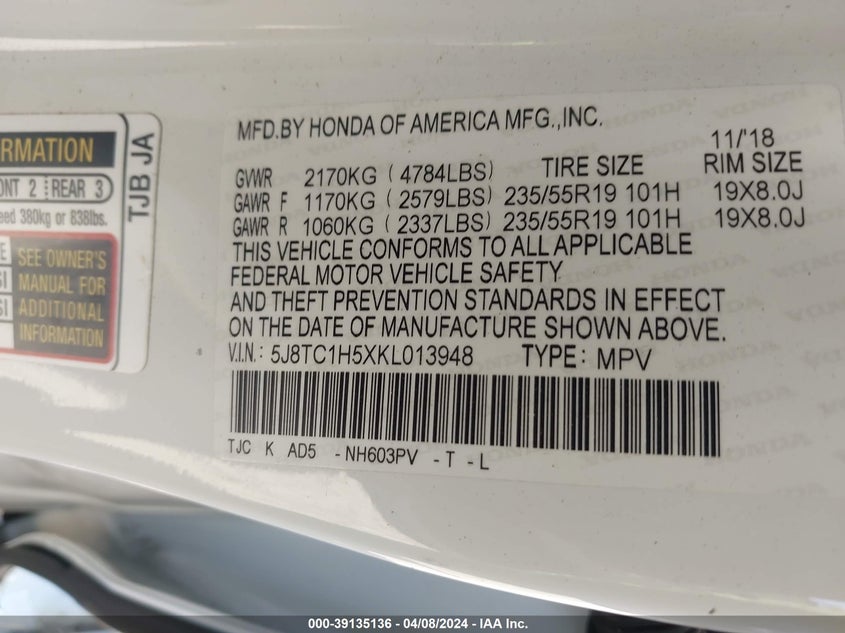 RMATION
ONT 2 REAR 3
eed 380kg or 838lbs.
SEE OWNER'S
MANUAL FOR
ADDITIONAL
INFORMATION
TJB JA
MFD.BY HONDA OF AMERICA MFG.,INC.
11/'18
GVWR 2170KG ( 4784LBS) TIRE SIZE RIM SIZE
GAWR F 1170KG ( 2579LBS) 235/55R19 101H 19X8.0J
GAWR R 1060KG ( 2337LBS) 235/55R19 101H 19X8.0J
THIS VEHICLE CONFORMS TO ALL APPLICABLE
FEDERAL MOTOR VEHICLE SAFETY
AND THEFT PREVENTION STANDARDS IN EFFECT
ON THE DATE OF MANUFACTURE SHOWN ABOVE.
V.I.N.: 5J8TC1H5XKL013948 TYPE: MPV
TJC K AD5 -NH603PV -T -L
000-39135136 - 04/08/2024 - IAA Inc.